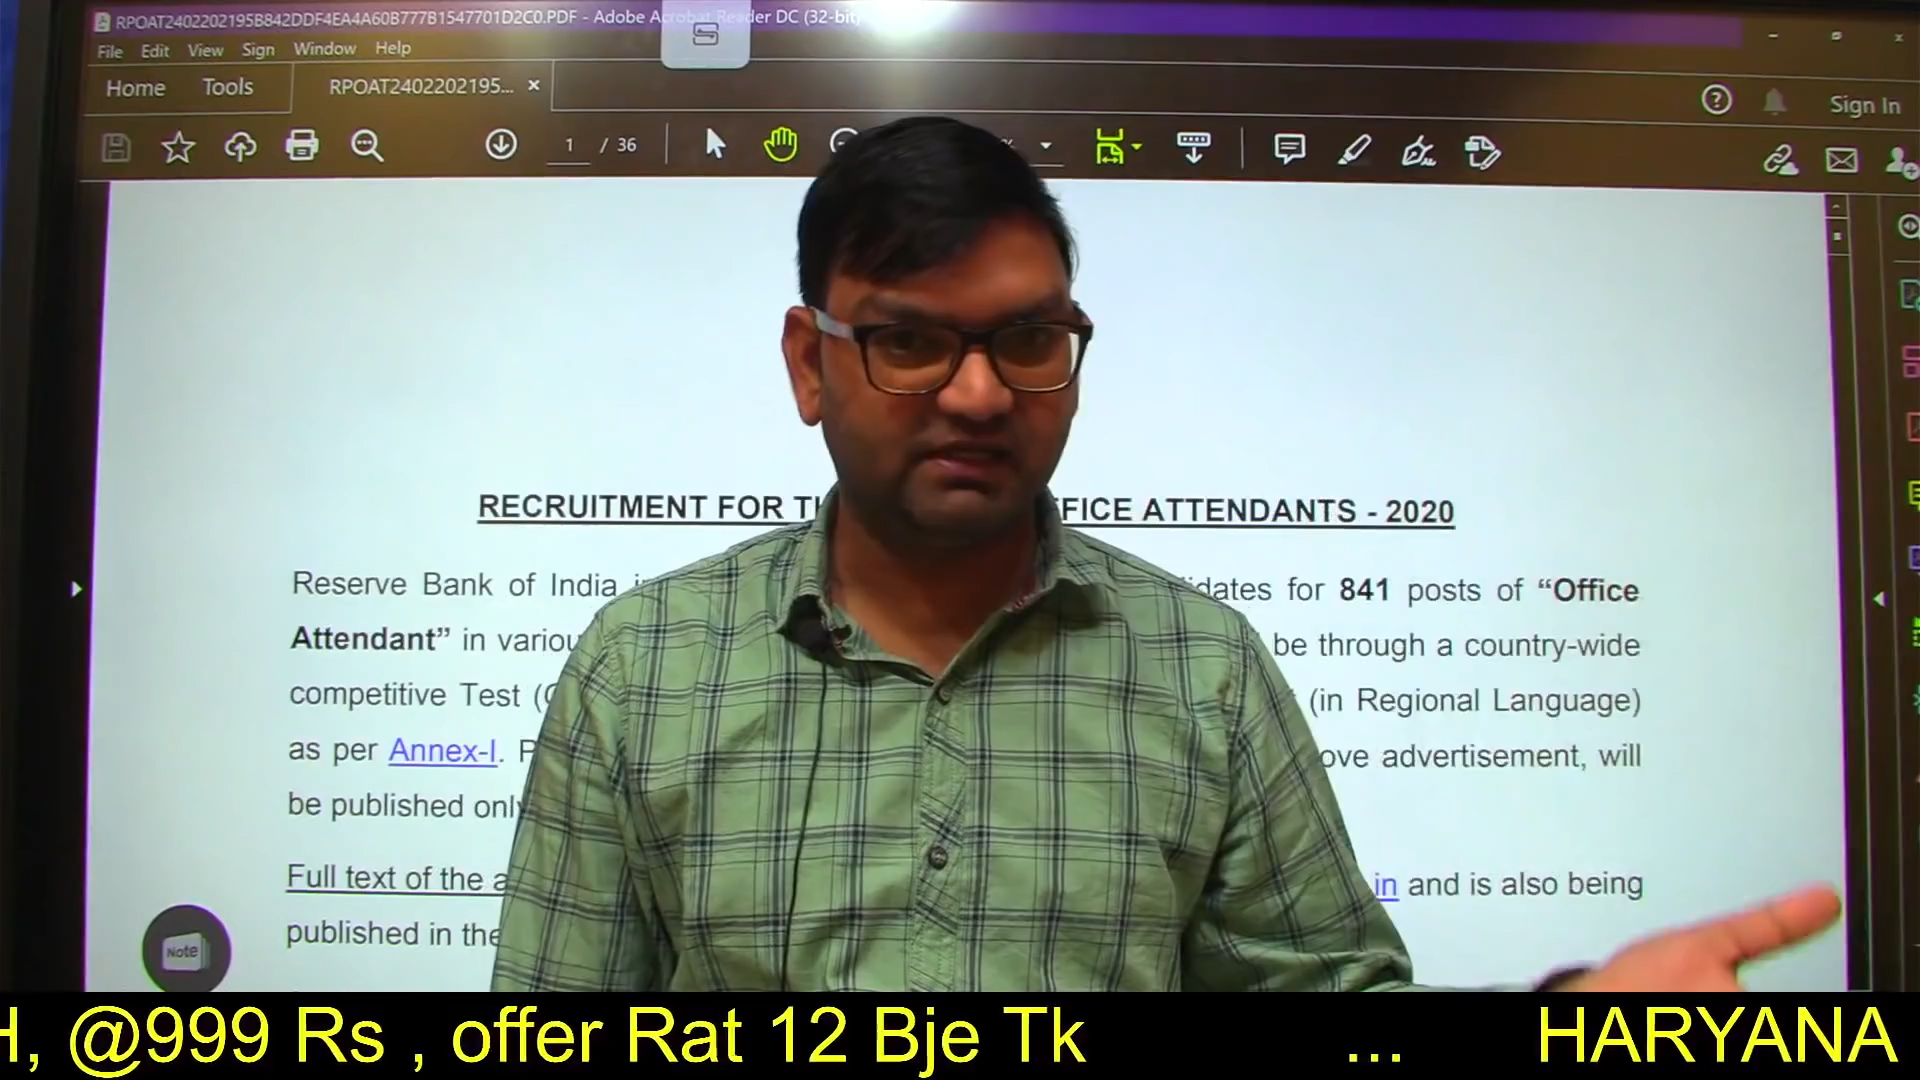 RPOAT2402202195B842DDF4EA4A60B777B1547701D2C0.PDF - Adobe Acrobat Reader DC (32-bit)
File Edit View Sign Window Help
Home Tools RPOAT2402202195... ×
Sign In
1 / 36 %
RECRUITMENT FOR FFICE ATTENDANTS - 2020
Reserve Bank of India dates for 841 posts of “Office
Attendant” in be through a country-wide
competitive Test (in Regional Language)
as per Annex-I. ove advertisement, will
be published only
Full text of the in and is also being
published in the
Note
H, @999 Rs , offer Rat 12 Bje Tk ... HARYANA